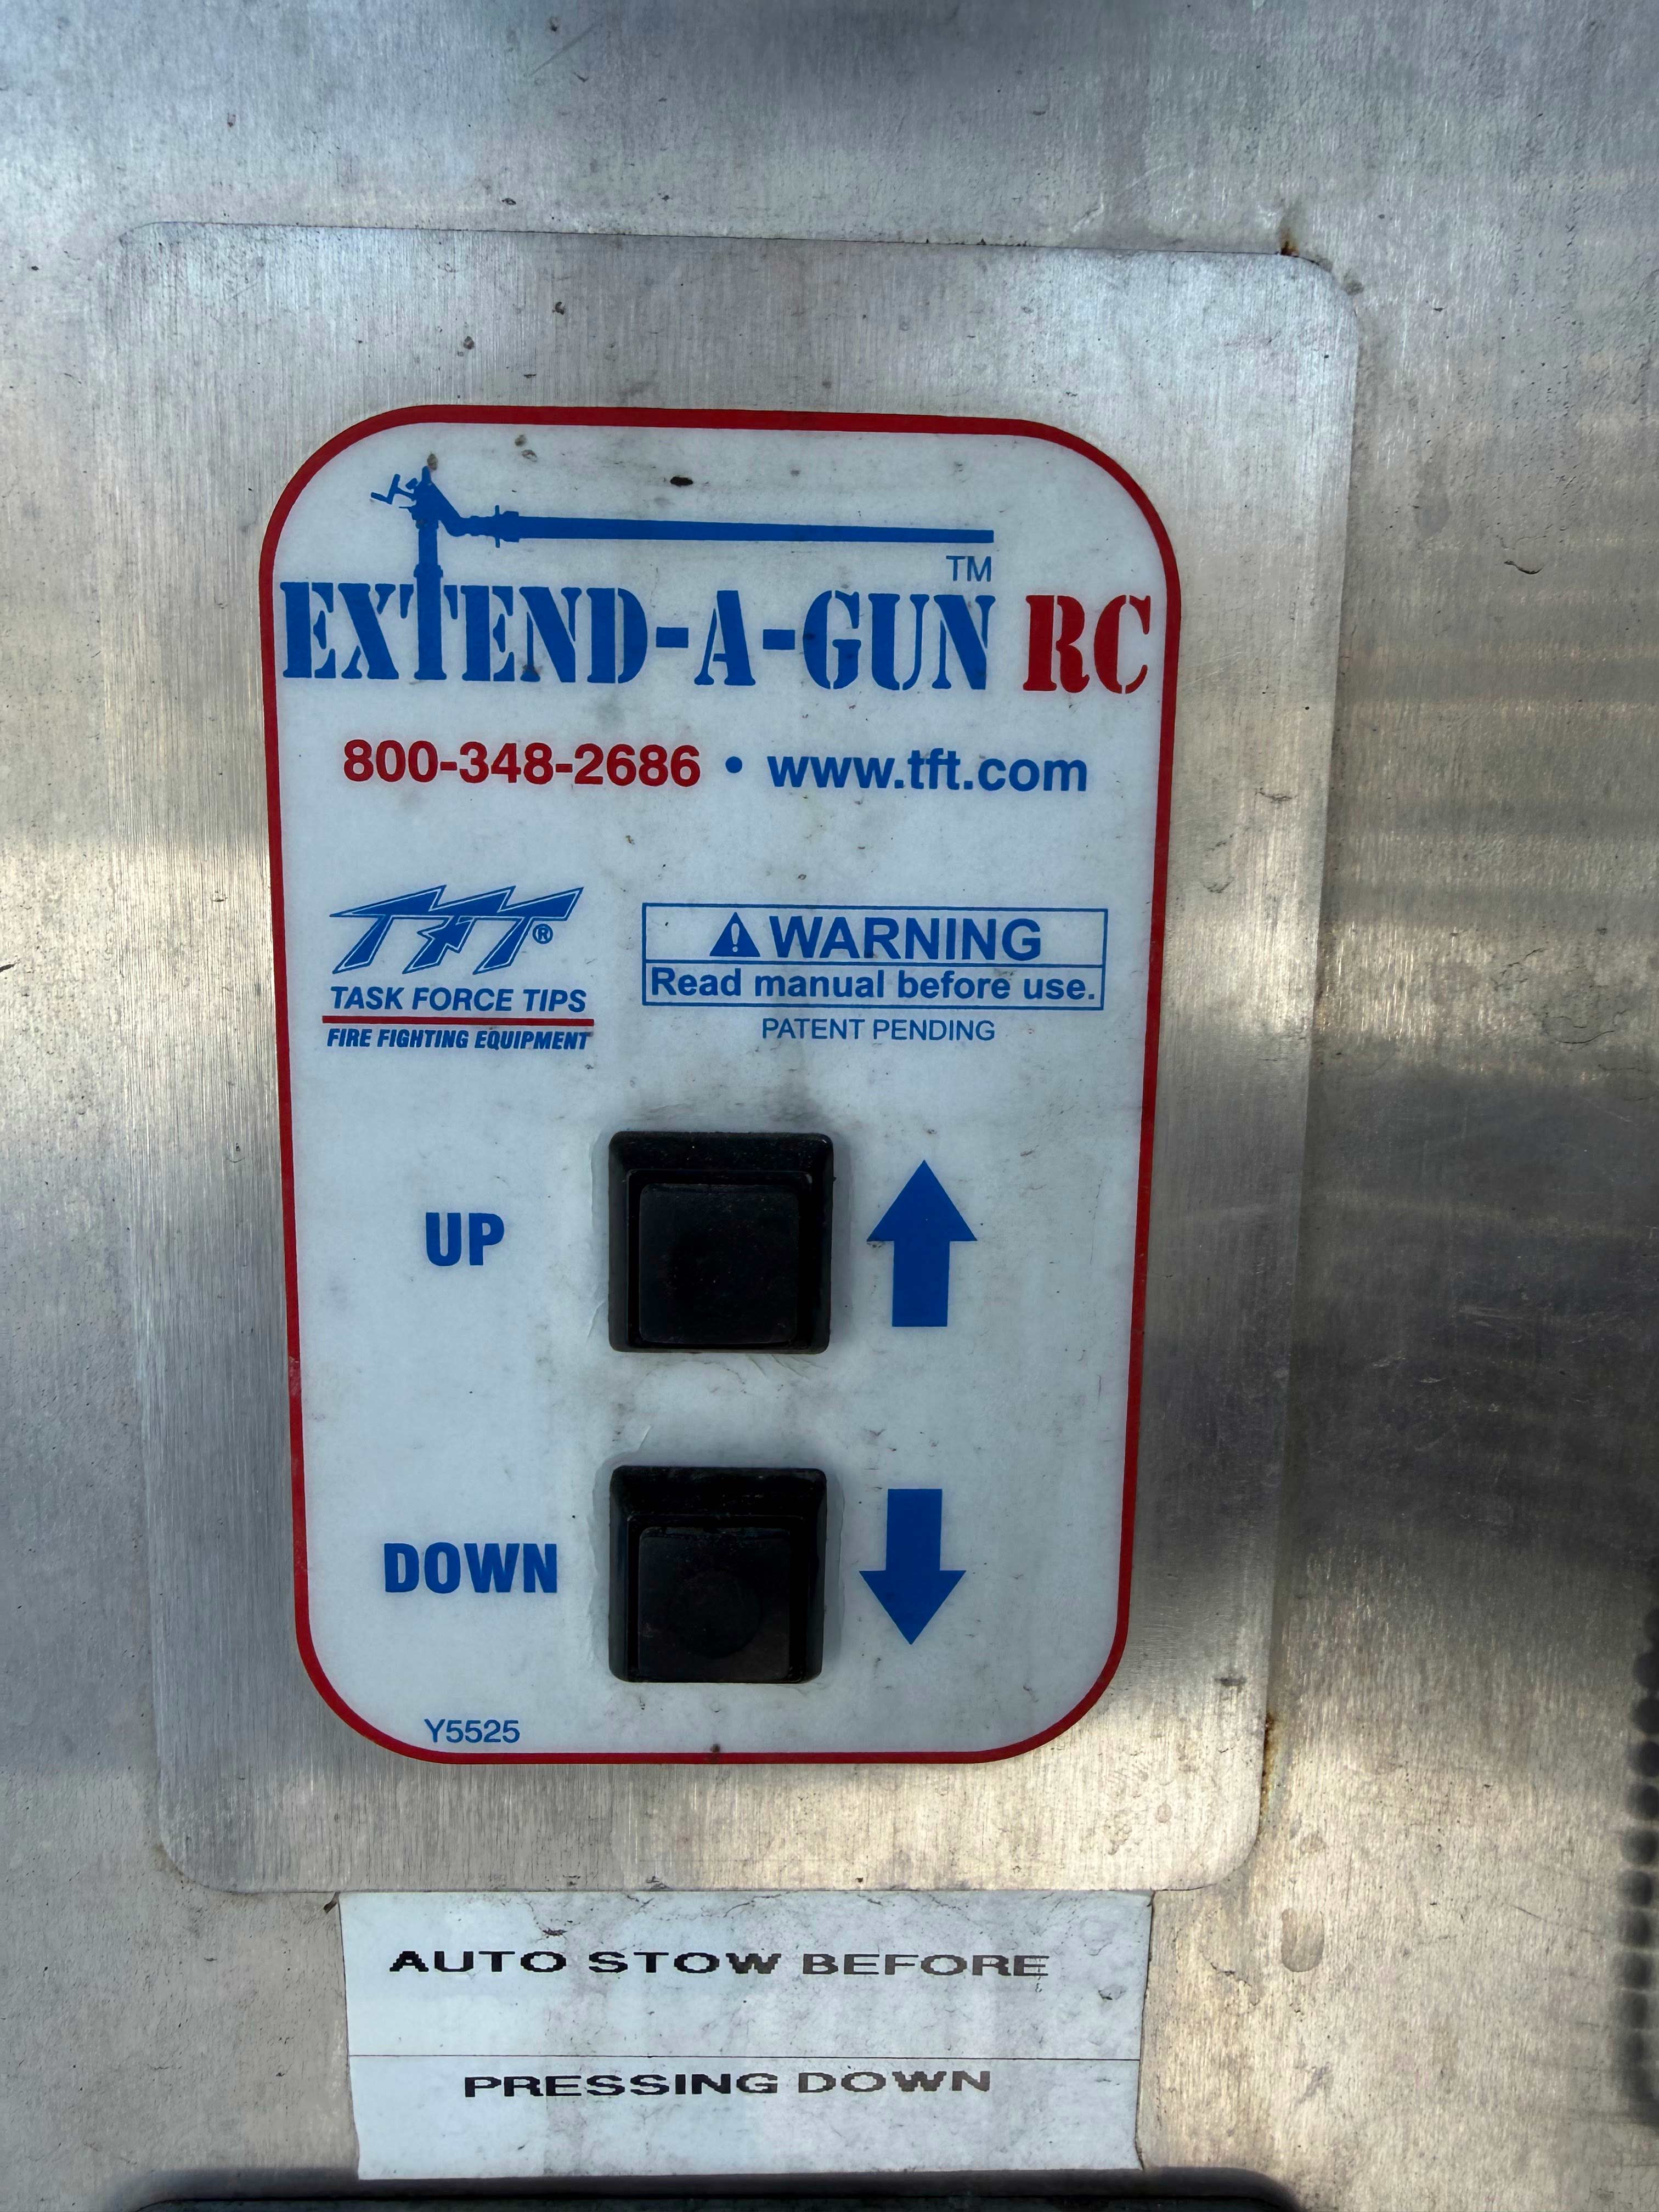 EXTEND-A-GUN™ RC
800-348-2686 • www.tft.com
TFT®
TASK FORCE TIPS
FIRE FIGHTING EQUIPMENT
⚠ WARNING
Read manual before use.
PATENT PENDING
UP
DOWN
Y5525
AUTO STOW BEFORE
PRESSING DOWN